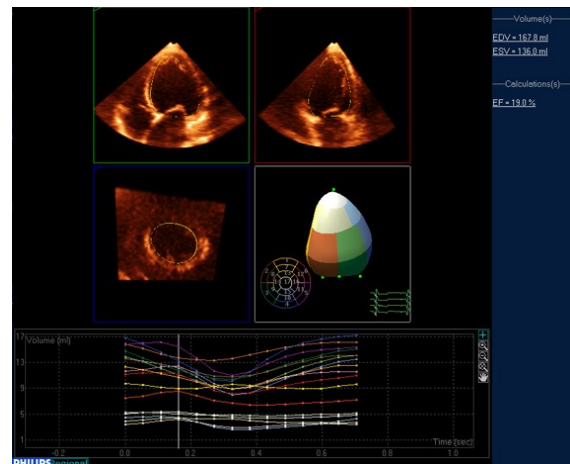 Volume(s)
EDV = 167.8 ml
ESV = 136.0 ml
Calculations(s)
EF = 19.0 %
17
Volume (ml)
13
9
5
1
Time (sec)
-0.2
0.0
0.2
0.4
0.6
0.8
1.0
PHILIPS Regional